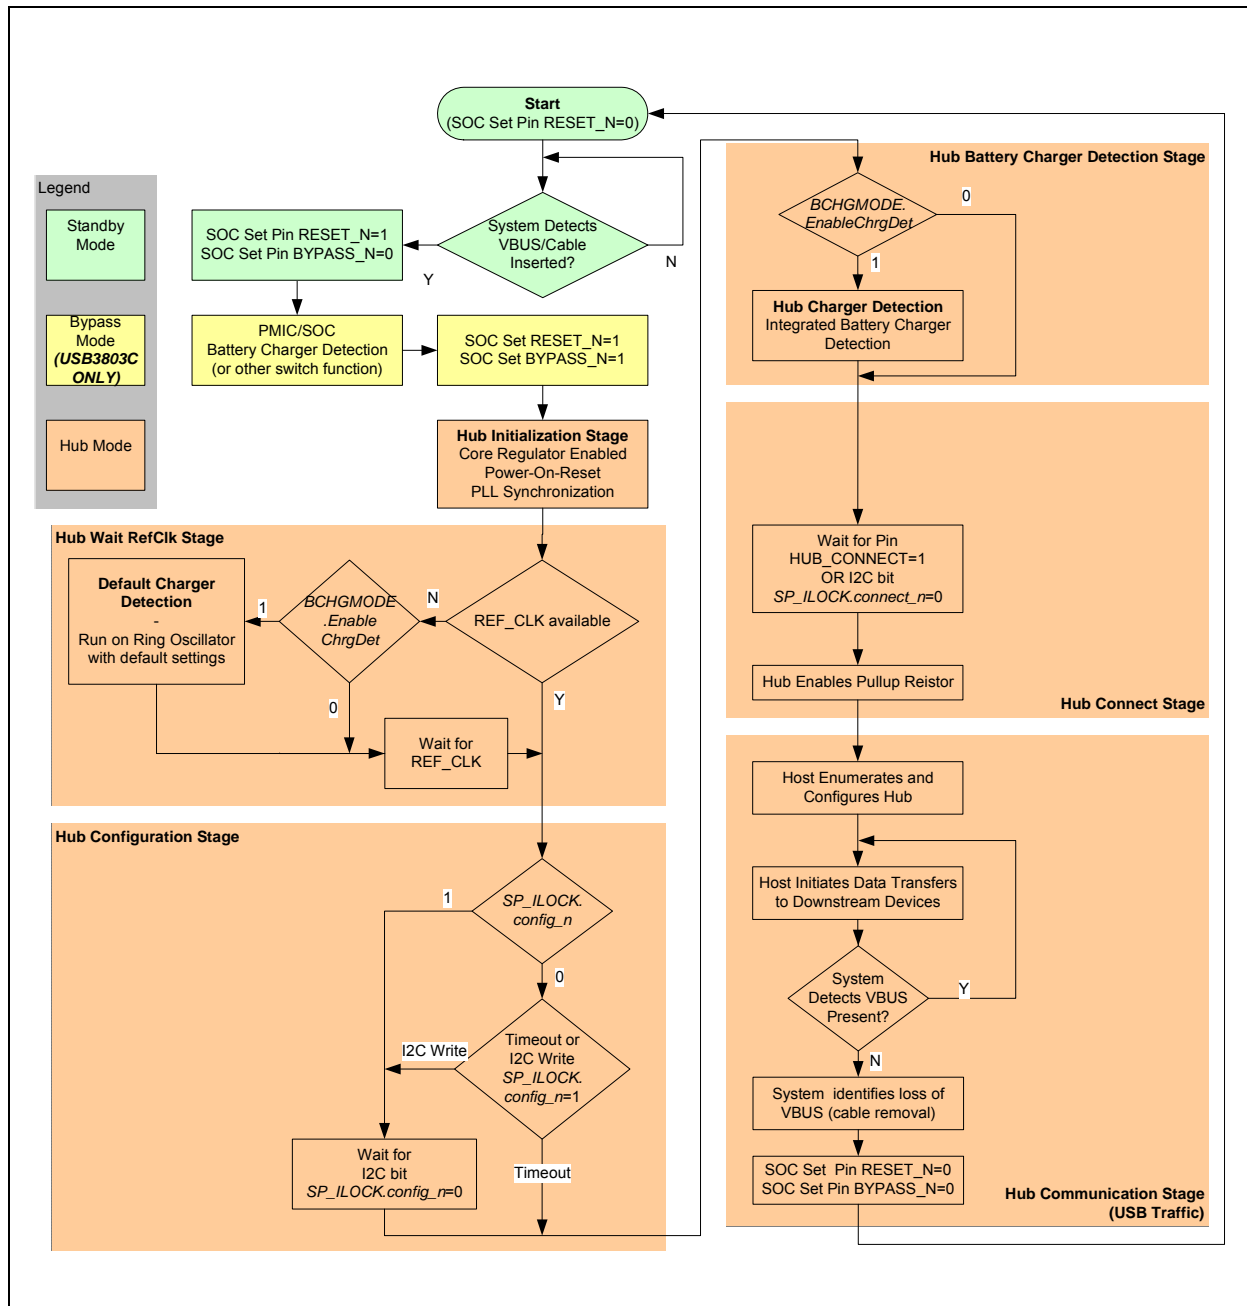 Start
(SOC Set Pin RESET_N=0)
Legend
Standby
Mode
Bypass
Mode
(USB3803C
ONLY)
Hub Mode
System Detects
VBUS/Cable
Inserted?
N
Y
SOC Set Pin RESET_N=1
SOC Set Pin BYPASS_N=0
PMIC/SOC
Battery Charger Detection
(or other switch function)
SOC Set RESET_N=1
SOC Set BYPASS_N=1
Hub Initialization Stage
Core Regulator Enabled
Power-On-Reset
PLL Synchronization
Hub Wait RefClk Stage
REF_CLK available
N
Y
BCHGMODE
.Enable
ChrgDet
1
0
Default Charger
Detection
-
Run on Ring Oscillator
with default settings
Wait for
REF_CLK
Hub Configuration Stage
SP_ILOCK.
config_n
1
0
Timeout or
I2C Write
SP_ILOCK.
config_n=1
I2C Write
Timeout
Wait for
I2C bit
SP_ILOCK.config_n=0
Hub Battery Charger Detection Stage
BCHGMODE.
EnableChrgDet
0
1
Hub Charger Detection
Integrated Battery Charger
Detection
Wait for Pin
HUB_CONNECT=1
OR I2C bit
SP_ILOCK.connect_n=0
Hub Enables Pullup Reistor
Hub Connect Stage
Host Enumerates and
Configures Hub
Host Initiates Data Transfers
to Downstream Devices
System
Detects VBUS
Present?
Y
N
System identifies loss of
VBUS (cable removal)
SOC Set Pin RESET_N=0
SOC Set Pin BYPASS_N=0
Hub Communication Stage
(USB Traffic)